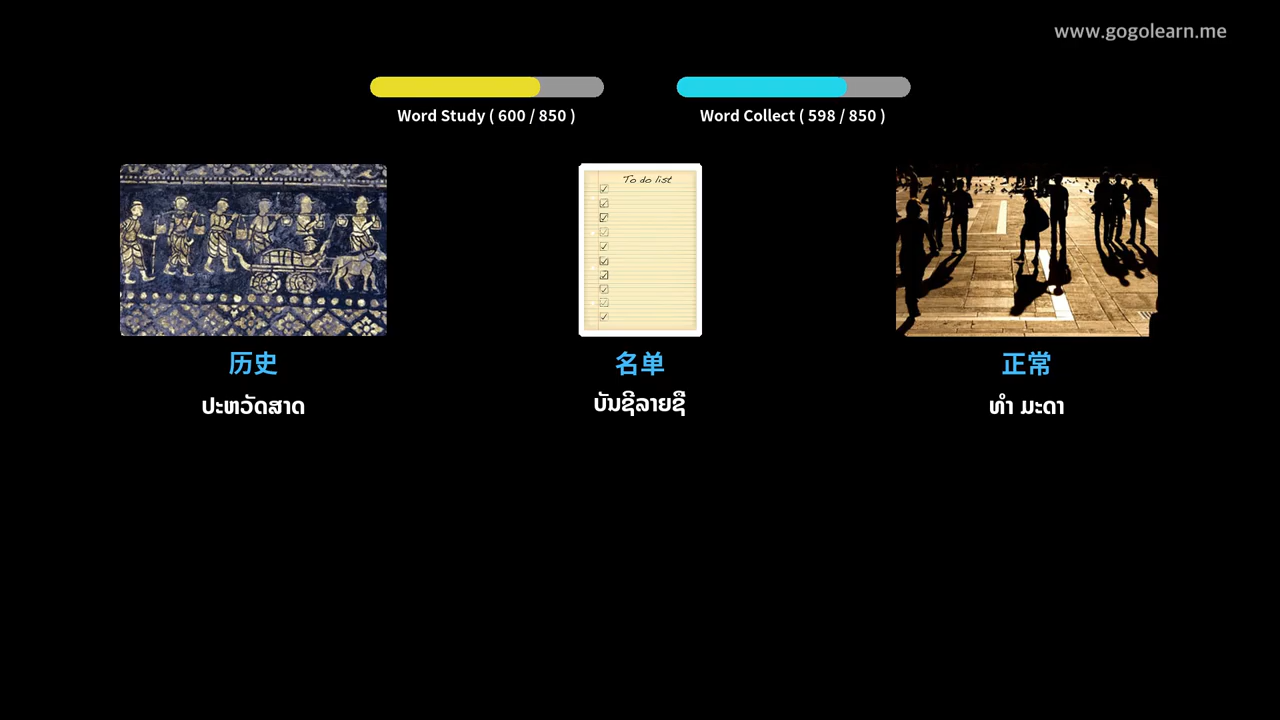 www.gogolearn.me
Word Study ( 600 / 850 )
Word Collect ( 598 / 850 )
To do list
历史
名单
正常
ປະຫວັດສາດ
ບັນຊີລາຍຊື
ທຳ ມະດາ